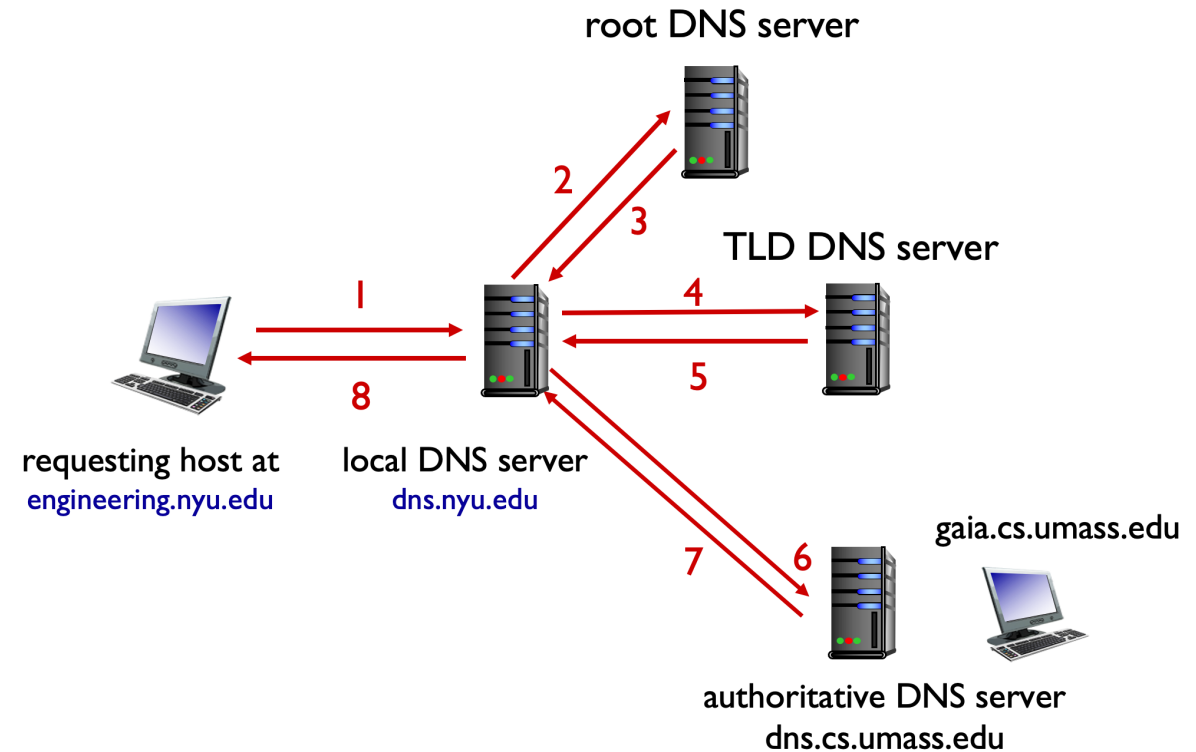 root DNS server
2
3
TLD DNS server
1
4
8
5
requesting host at
engineering.nyu.edu
local DNS server
dns.nyu.edu
gaia.cs.umass.edu
7
6
authoritative DNS server
dns.cs.umass.edu